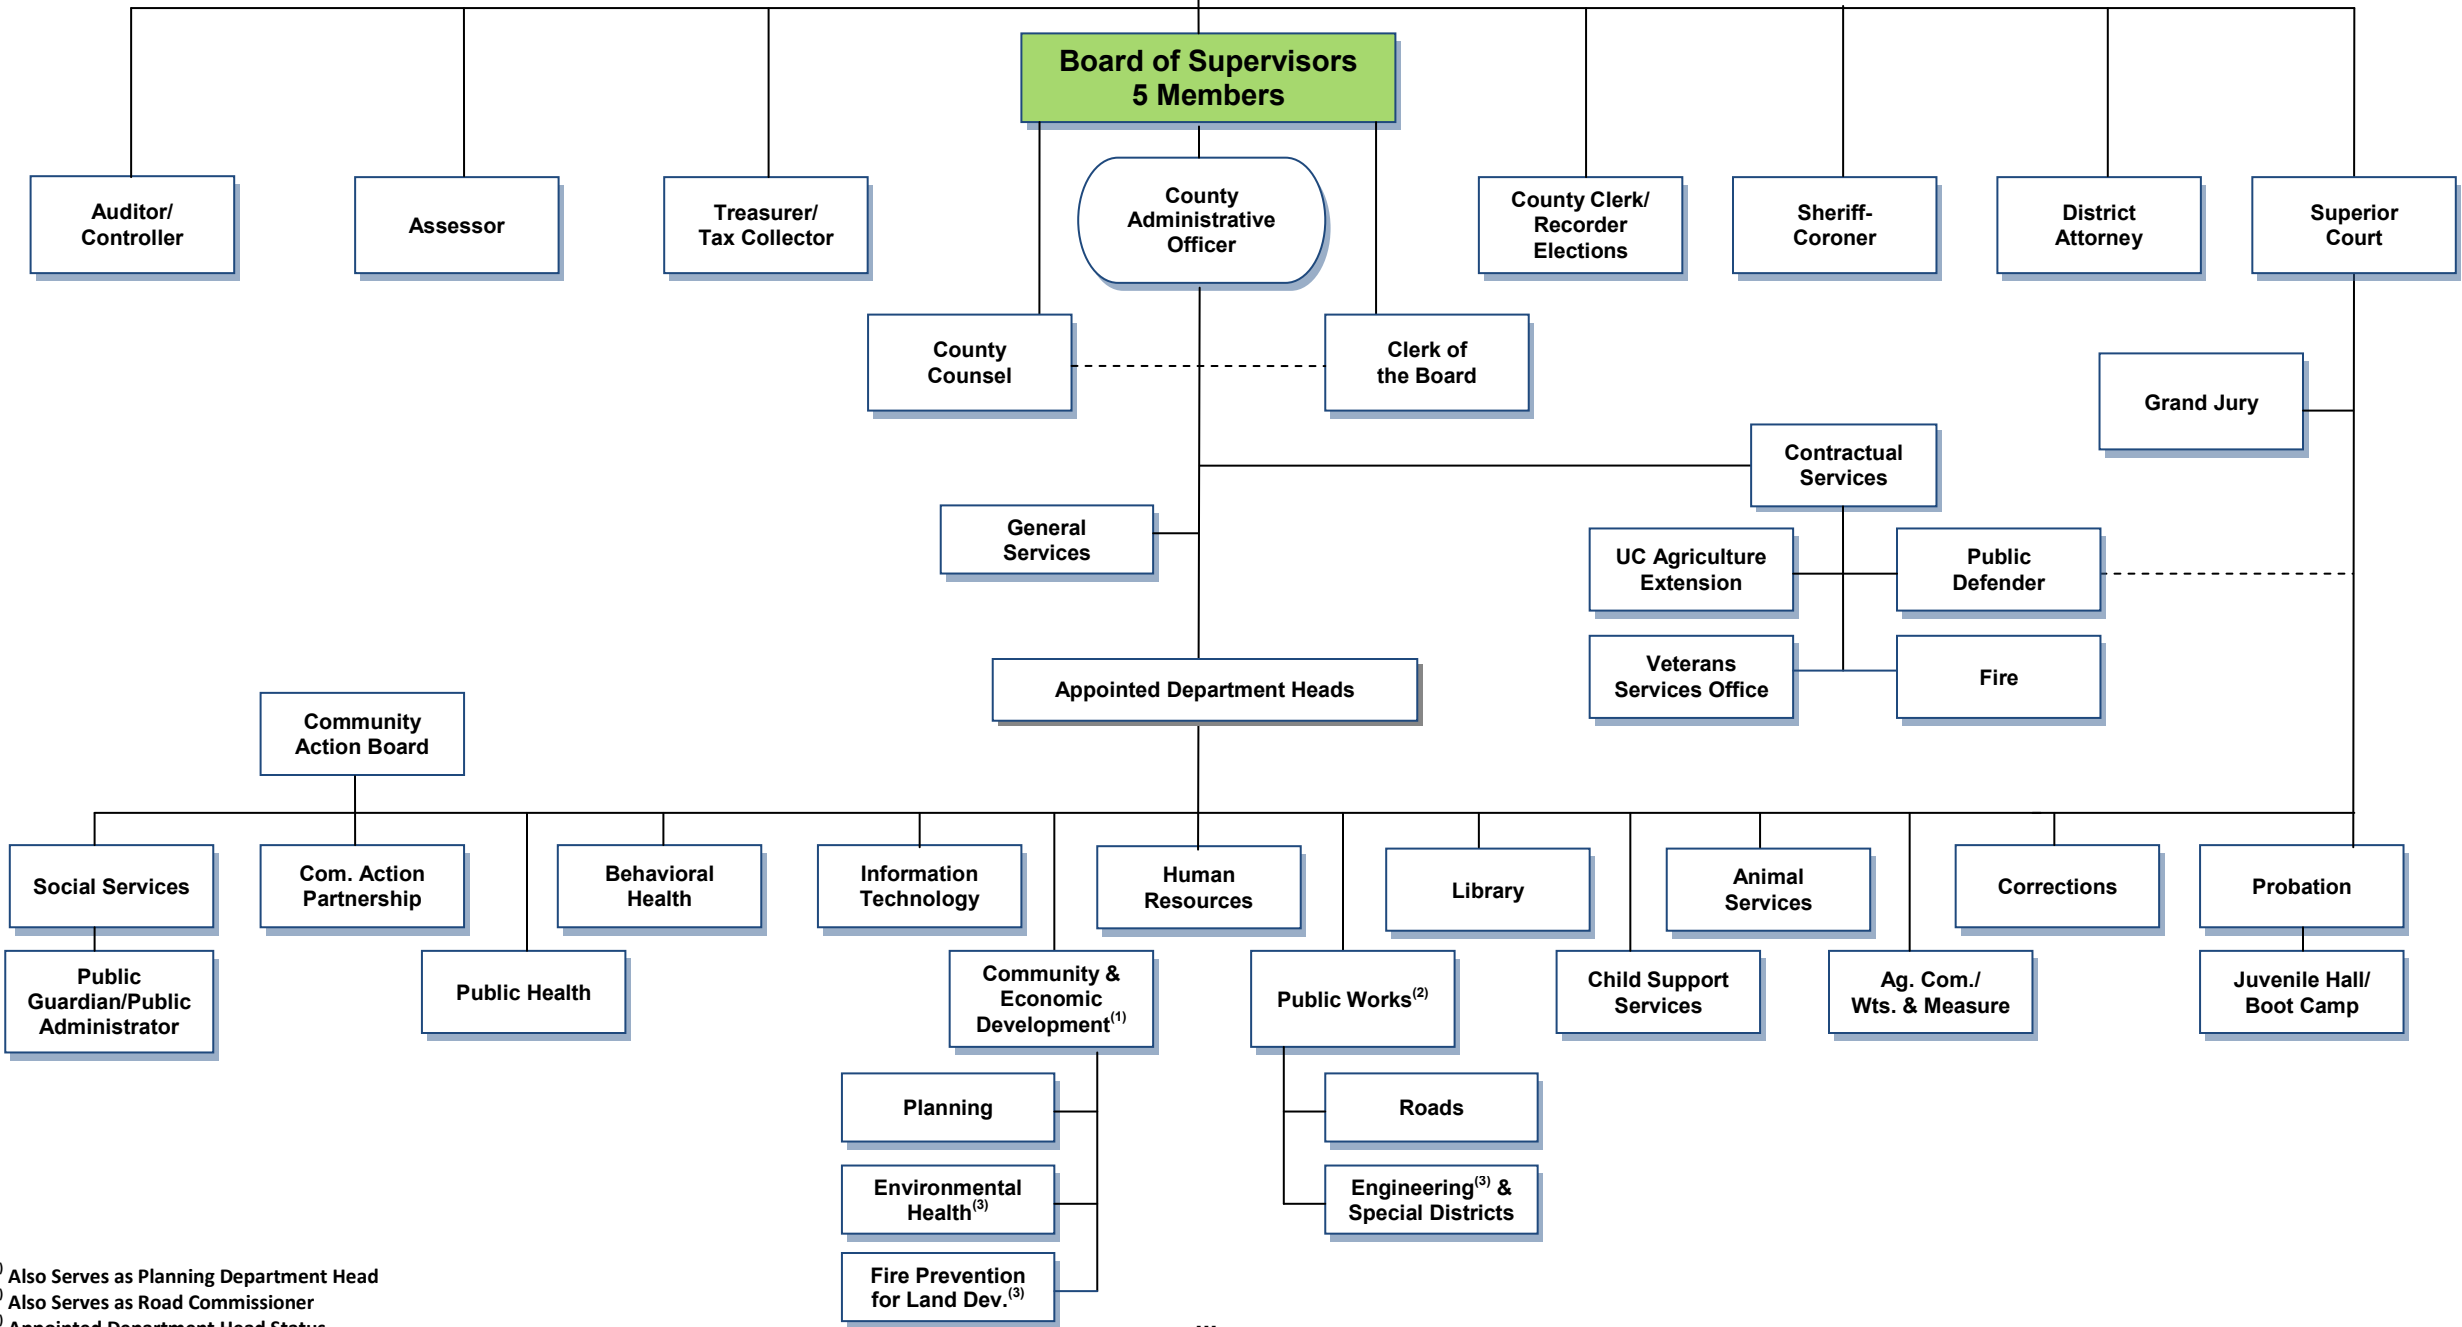 Board of Supervisors
5 Members
Auditor/
Controller
Assessor
Treasurer/
Tax Collector
County
Administrative
Officer
County Clerk/
Recorder
Elections
Sheriff-
Coroner
District
Attorney
Superior
Court
County
Counsel
Clerk of
the Board
Grand Jury
Contractual
Services
General
Services
UC Agriculture
Extension
Public
Defender
Veterans
Services Office
Fire
Appointed Department Heads
Community
Action Board
Social Services
Com. Action
Partnership
Behavioral
Health
Information
Technology
Human
Resources
Library
Animal
Services
Corrections
Probation
Public
Guardian/Public
Administrator
Public Health
Community &
Economic
Development(1)
Public Works(2)
Child Support
Services
Ag. Com./
Wts. & Measure
Juvenile Hall/
Boot Camp
Planning
Roads
Environmental
Health(3)
Engineering(3) &
Special Districts
Fire Prevention
for Land Dev.(3)
) Also Serves as Planning Department Head
) Also Serves as Road Commissioner
) Appointed Department Head Status